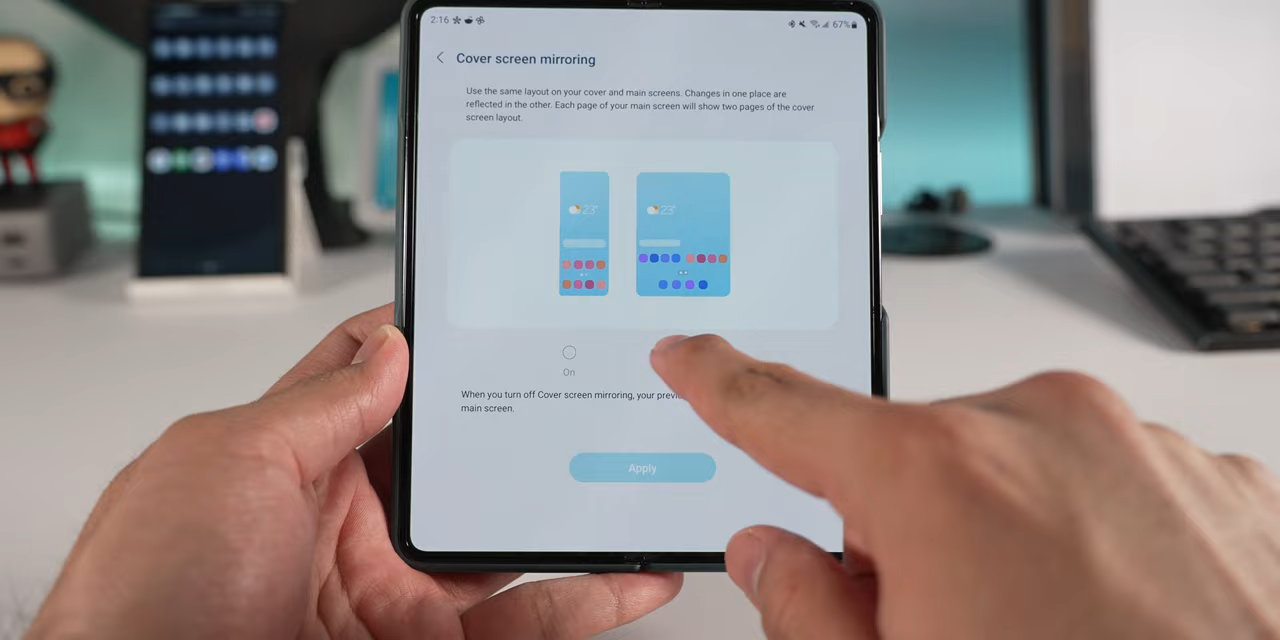 2:16 67%
Cover screen mirroring
Use the same layout on your cover and main screens. Changes in one place are
reflected in the other. Each page of your main screen will show two pages of the cover
screen layout.
23° 23°
On
When you turn off Cover screen mirroring, your
main screen.
Apply